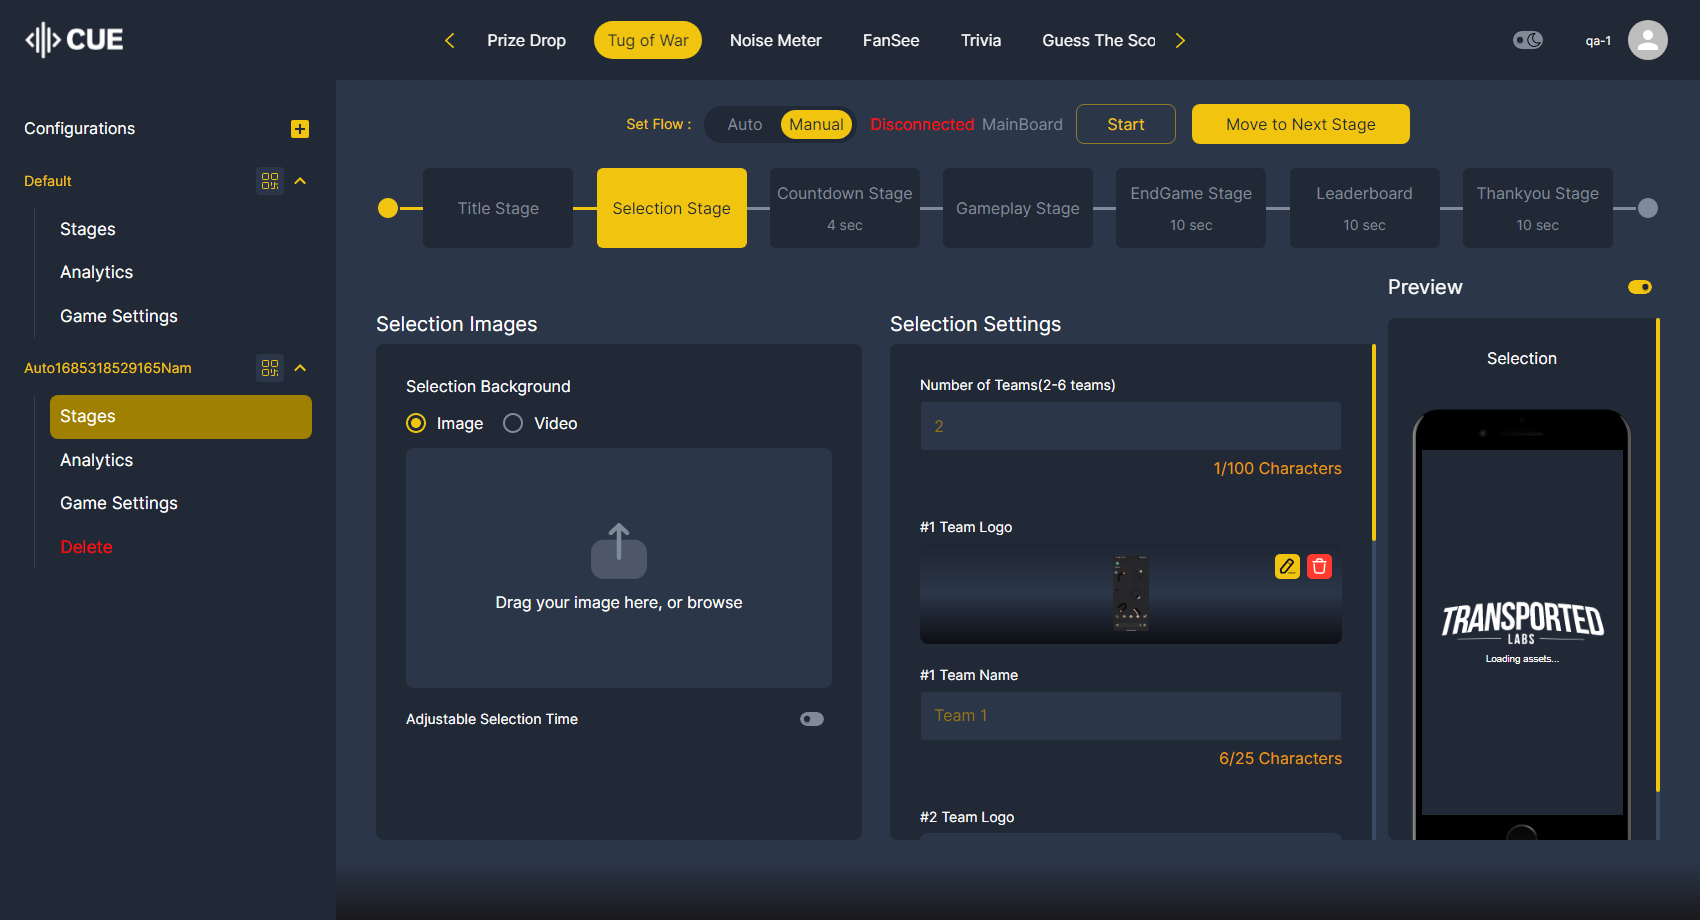 CUE
Prize Drop
Tug of War
Noise Meter
FanSee
Trivia
Guess The Sco
qa-1
Configurations
Default
Stages
Analytics
Game Settings
Auto1685318529165Nam
Stages
Analytics
Game Settings
Delete
Set Flow :
Auto
Manual
Disconnected MainBoard
Start
Move to Next Stage
Title Stage
Selection Stage
Countdown Stage
4 sec
Gameplay Stage
EndGame Stage
10 sec
Leaderboard
10 sec
Thankyou Stage
10 sec
Selection Images
Selection Background
Image
Video
Drag your image here, or browse
Adjustable Selection Time
Selection Settings
Number of Teams(2-6 teams)
2
1/100 Characters
#1 Team Logo
#1 Team Name
Team 1
6/25 Characters
#2 Team Logo
Preview
Selection
TRANSPORTED
LABS
Loading assets...